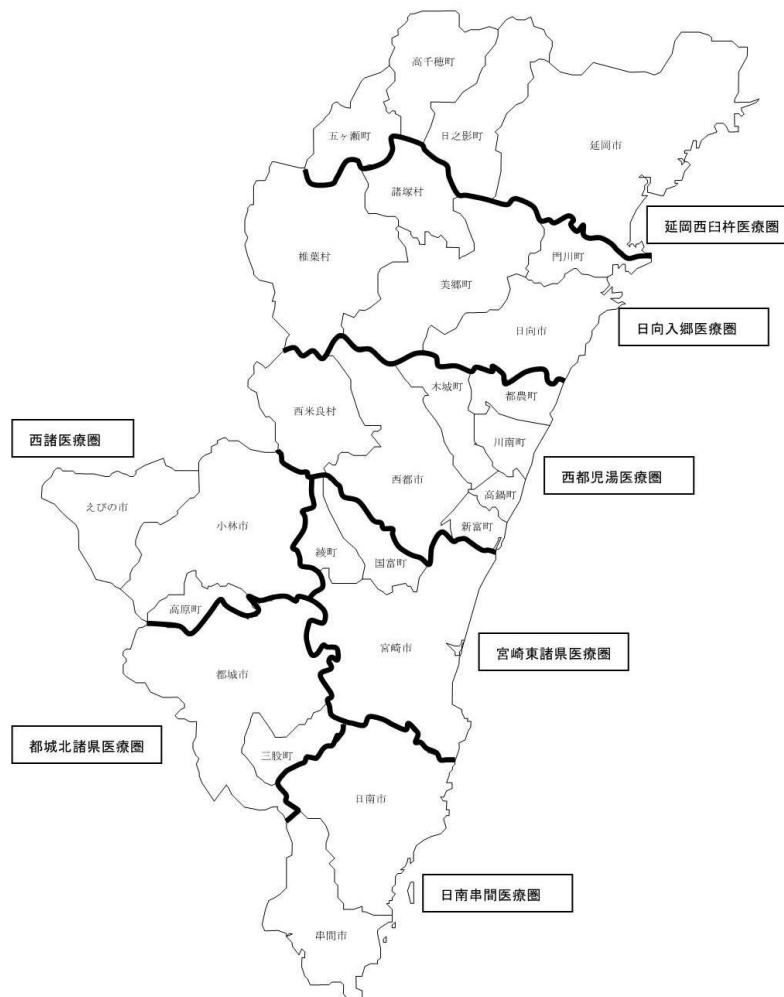 高千穂町
五ヶ瀬町
日之影町
延岡市
諸塚村
延岡西臼杵医療圏
椎葉村
門川町
美郷町
日向市
日向入郷医療圏
木城町
都農町
西米良村
川南町
西諸医療圏
西都市
西都児湯医療圏
高鍋町
えびの市
小林市
新富町
綾町
国富町
高原町
宮崎市
宮崎東諸県医療圏
都城市
都城北諸県医療圏
三股町
日南市
日南串間医療圏
串間市